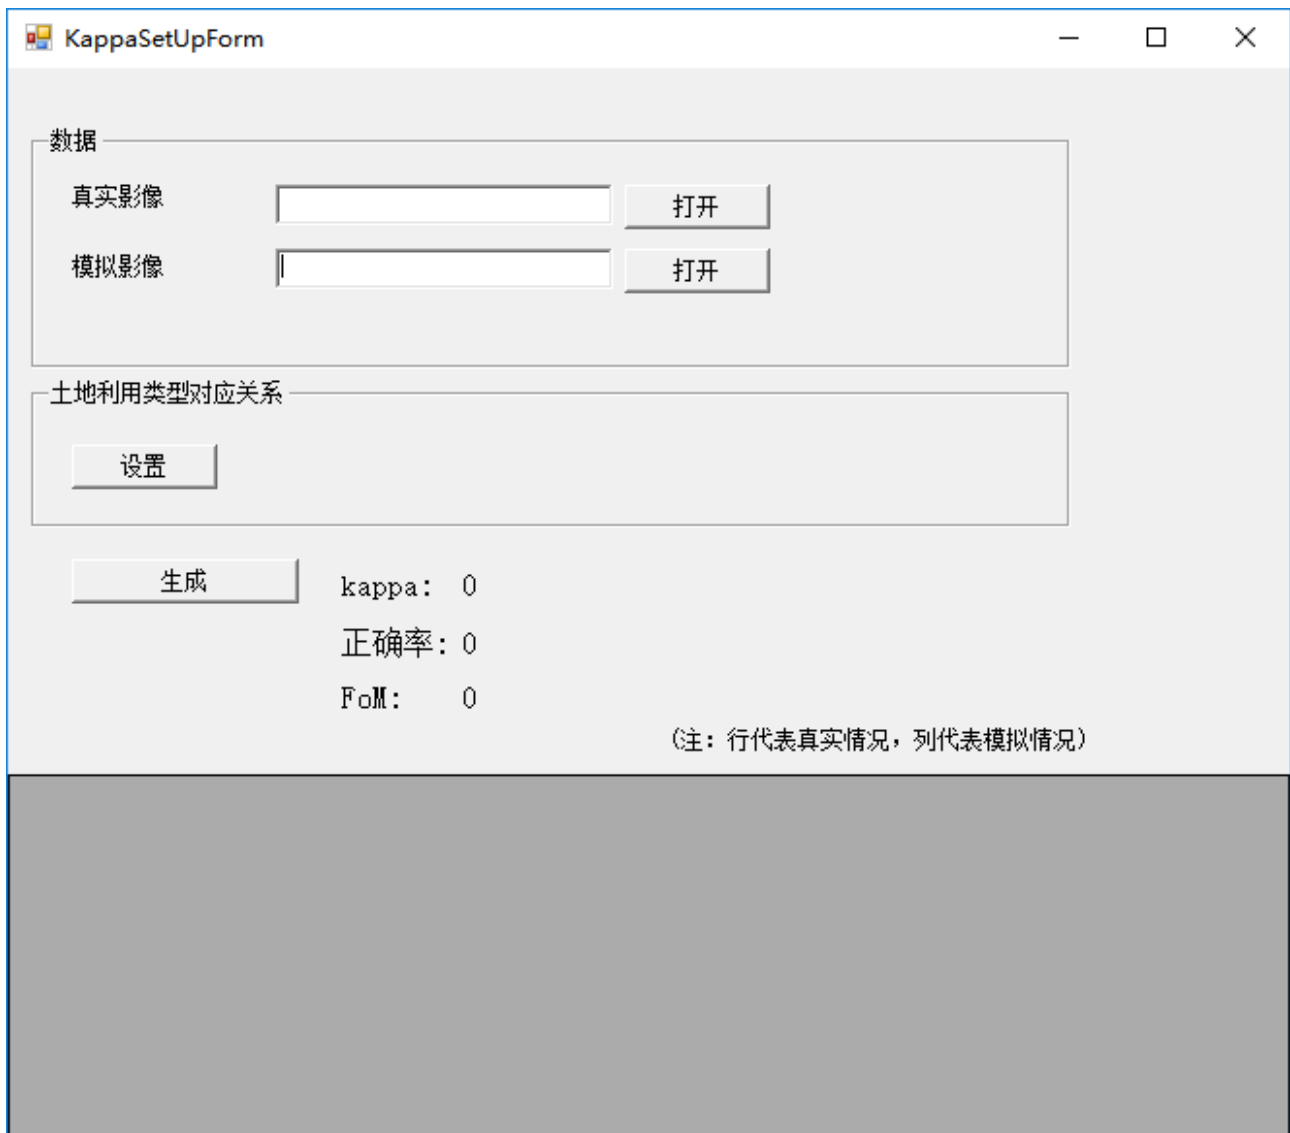 KappaSetUpForm
数据
真实影像 打开
模拟影像 打开
土地利用类型对应关系
设置
生成 kappa: 0
正确率: 0
FoM: 0
(注: 行代表真实情况，列代表模拟情况)